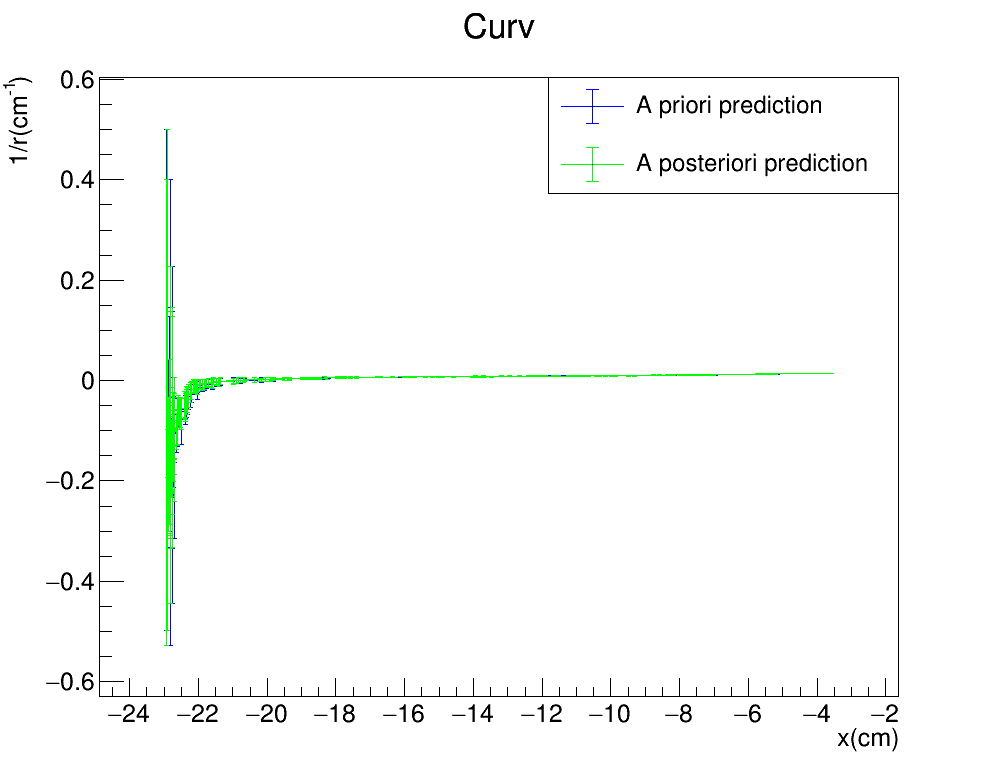 Curv
1/r(cm⁻¹)
A priori prediction
A posteriori prediction
0.6
0.4
0.2
0
−0.2
−0.4
−0.6
−24 −22 −20 −18 −16 −14 −12 −10 −8 −6 −4 −2
x(cm)